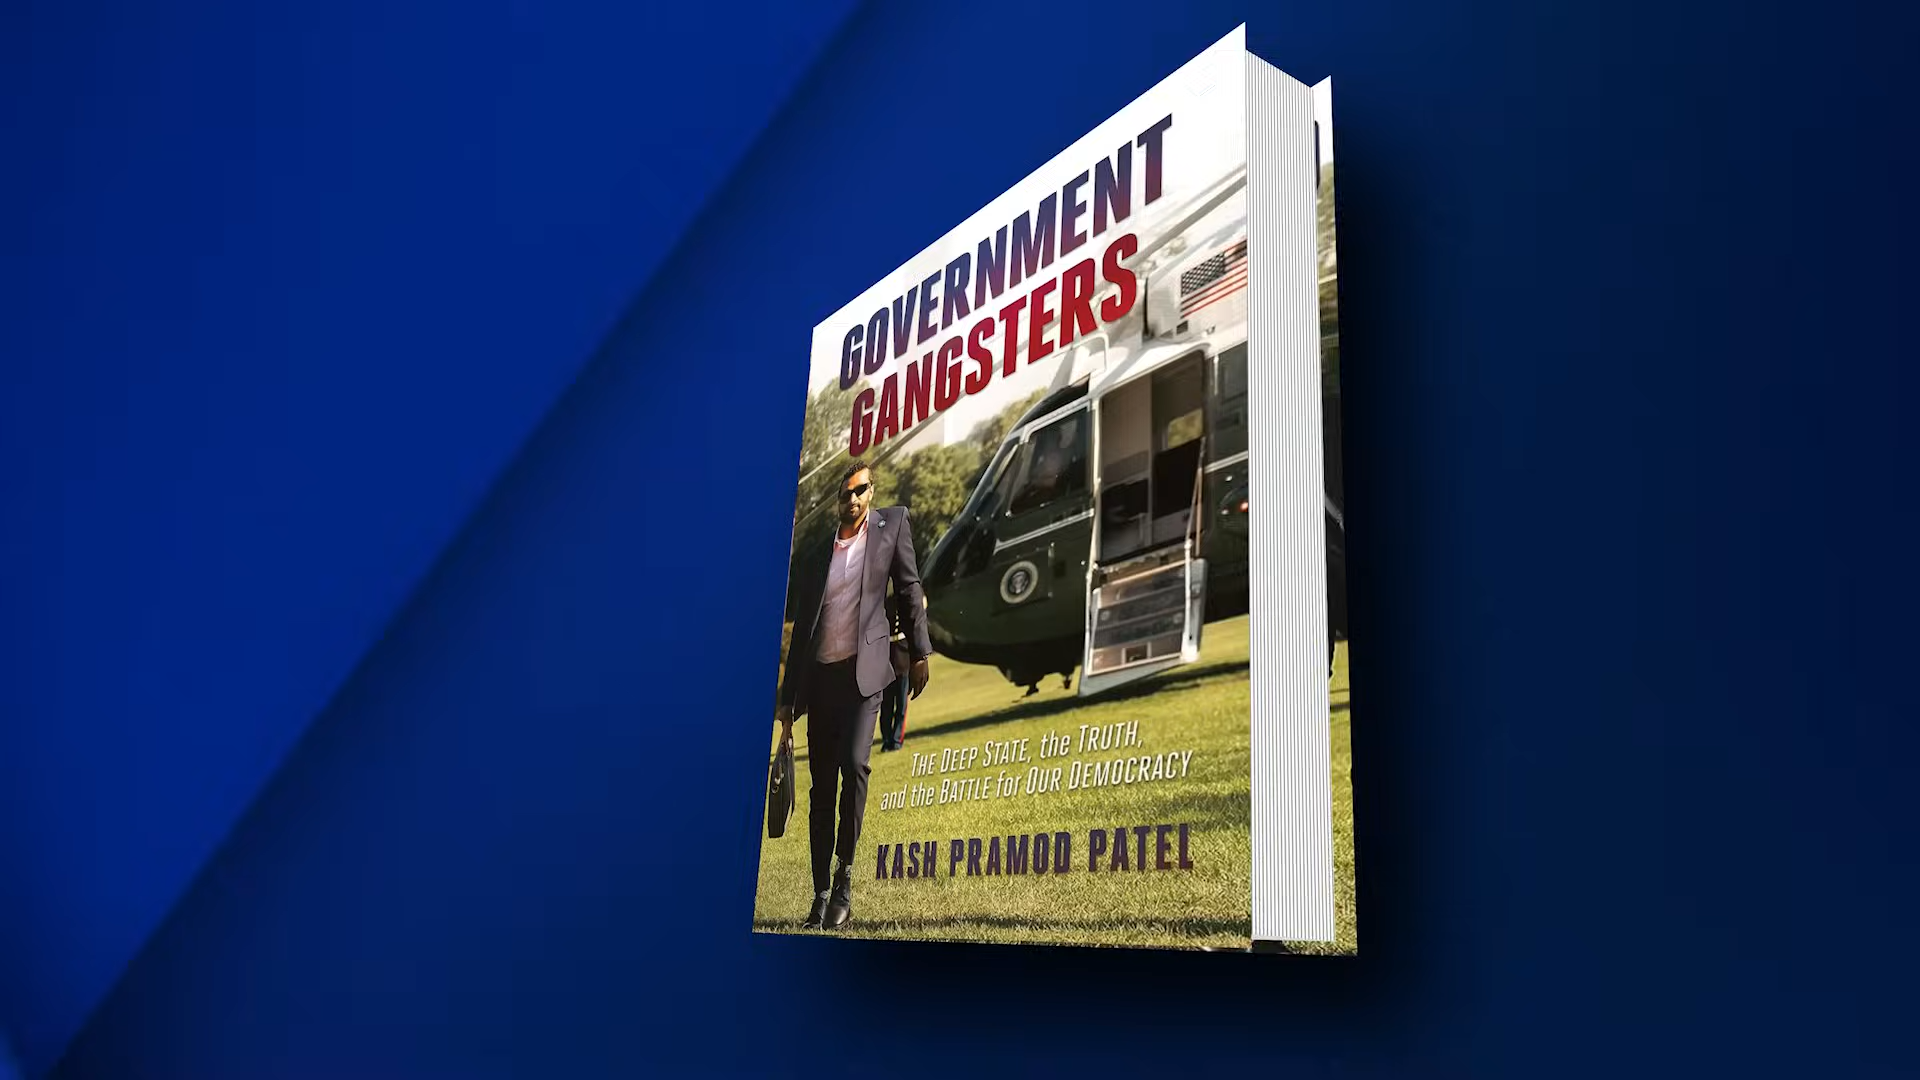 GOVERNMENT
GANGSTERS
THE DEEP STATE, the TRUTH,
and the BATTLE for OUR DEMOCRACY
KASH PRAMOD PATEL